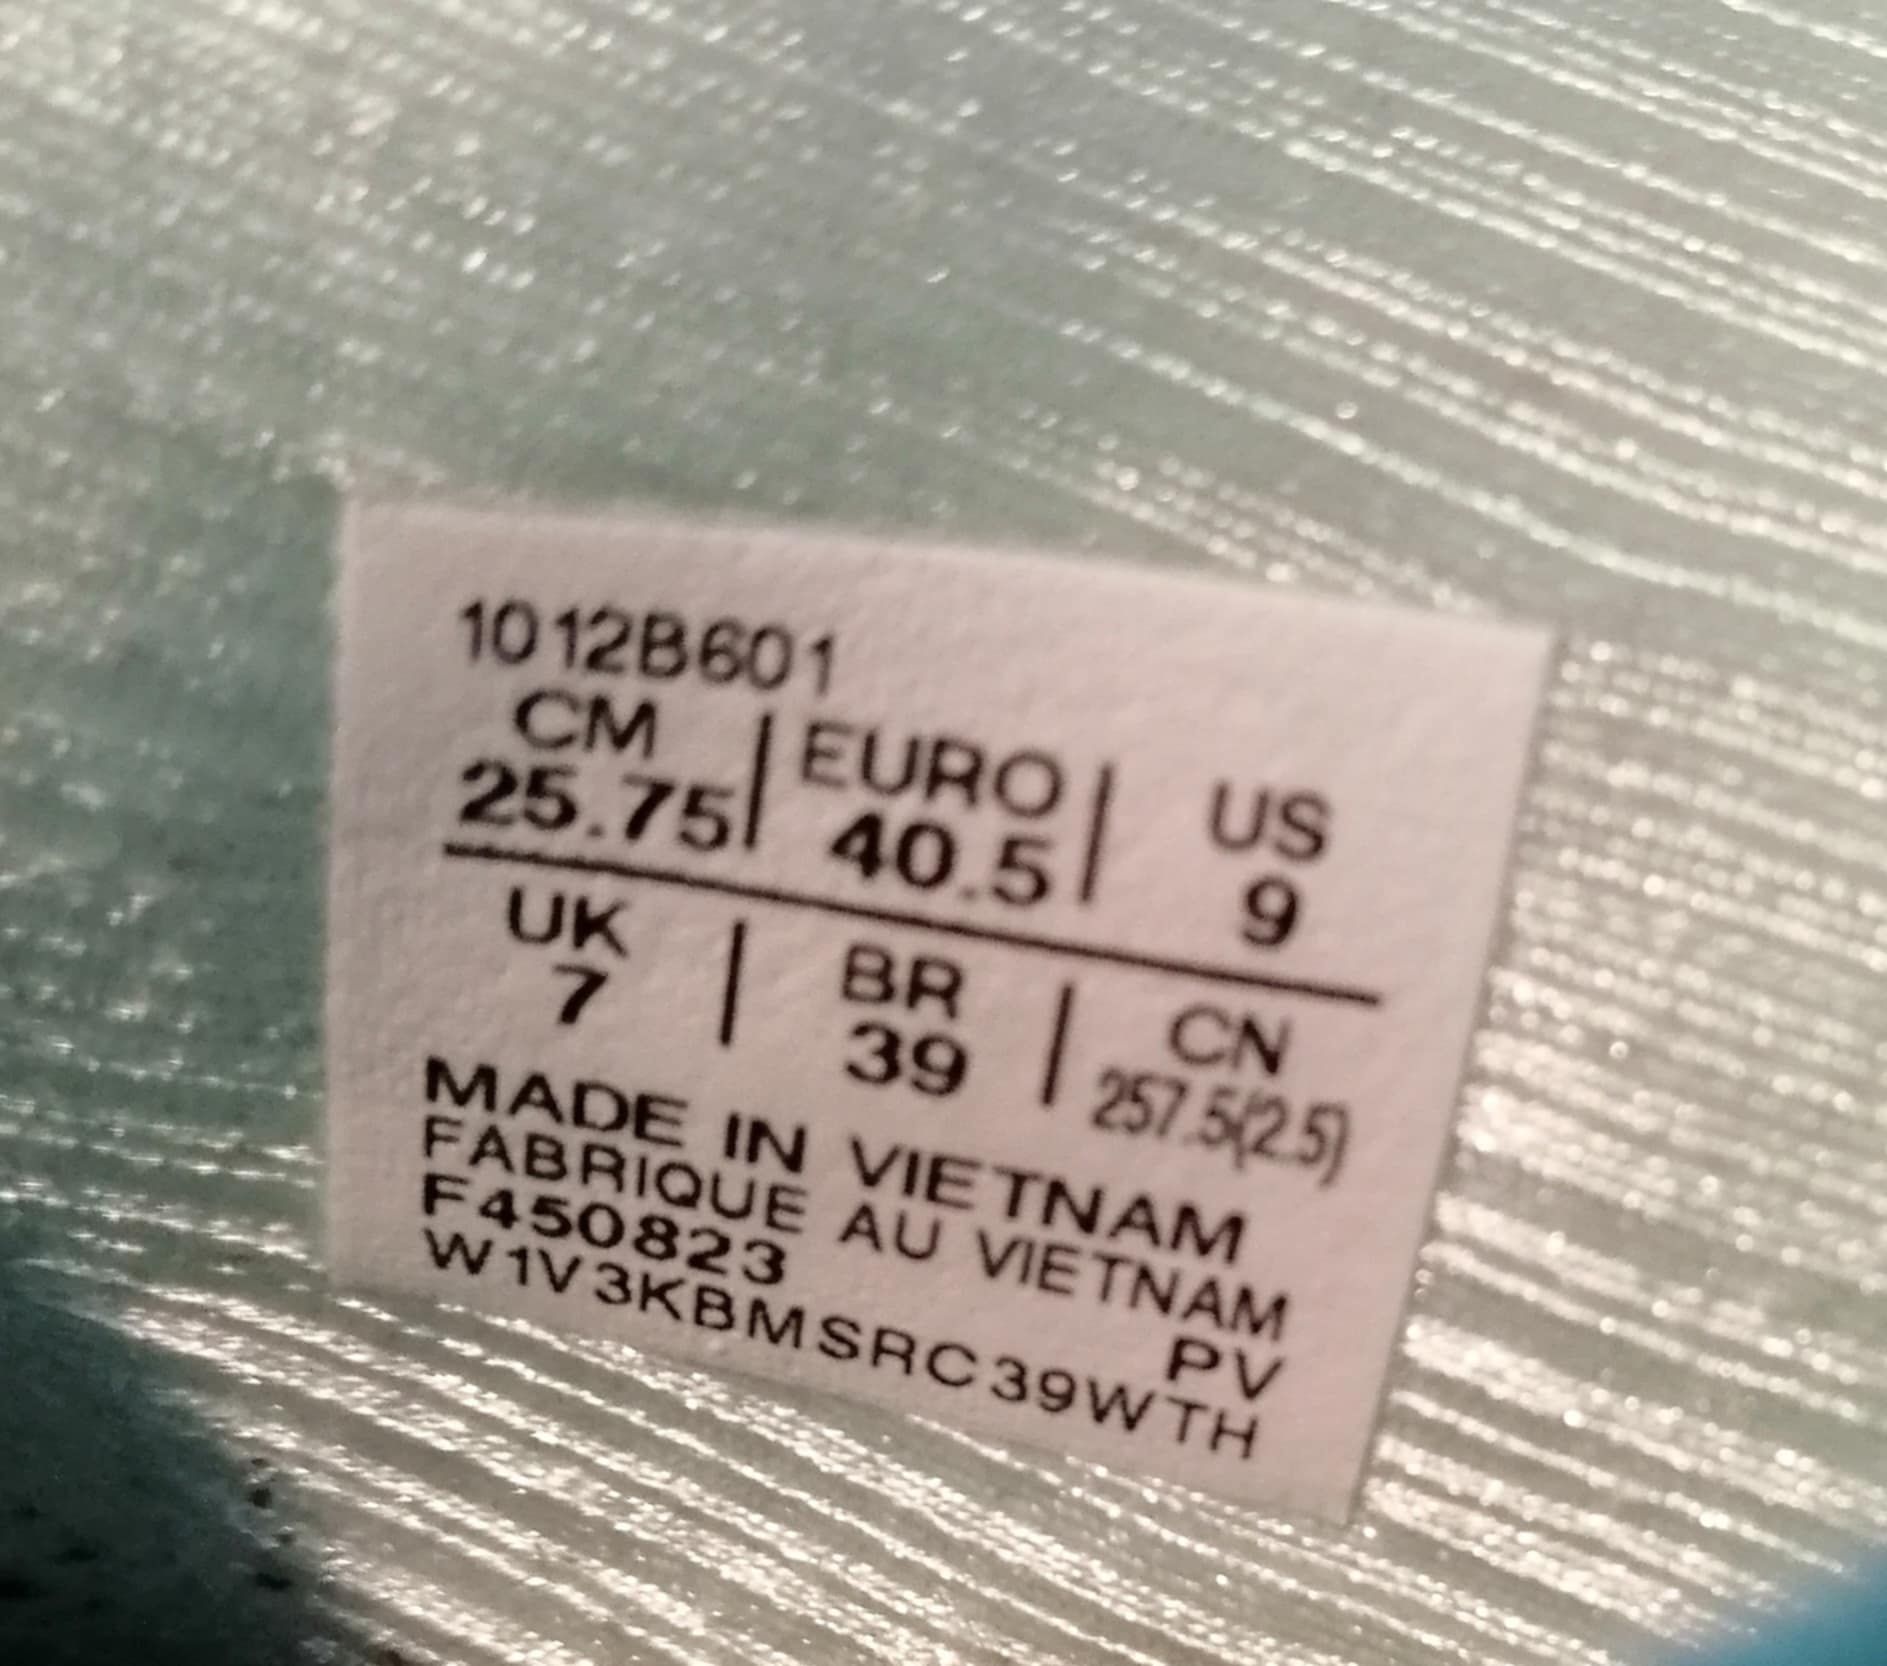 1012B601
CM | EURO | US
25.75 | 40.5 | 9
UK | BR | CN
7 | 39 | 257.5(2.5)
MADE IN VIETNAM
FABRIQUE AU VIETNAM
F450823 PV
W1V3KBMSRC39WTH